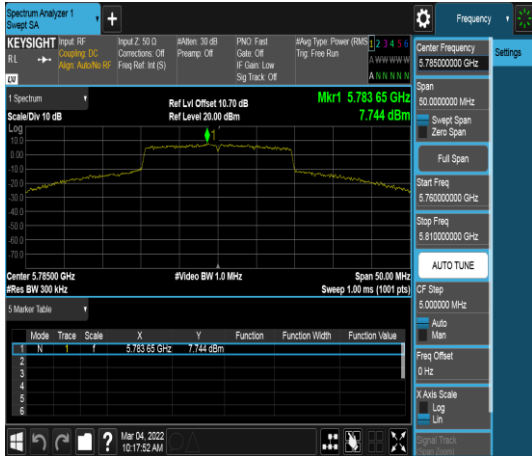 Spectrum Analyzer 1
Swept SA
+
Frequency
Settings
KEYSIGHT
RL
LXI
Input: RF
Coupling: DC
Align: Auto/No RF
Input Z: 50 Ω
Corrections: Off
Freq Ref: Int (S)
#Atten: 30 dB
Preamp: Off
PNO: Fast
Gate: Off
IF Gain: Low
Sig Track: Off
#Avg Type: Power (RMS
Trig: Free Run
1 2 3 4 5 6
A WWWWW
A N N N N N
1 Spectrum
Scale/Div 10 dB
Ref Lvl Offset 10.70 dB
Ref Level 20.00 dBm
Mkr1 5.783 65 GHz
7.744 dBm
Log
10.0
0.00
-10.0
-20.0
-30.0
-40.0
-50.0
-60.0
-70.0
1
Center 5.78500 GHz
#Res BW 300 kHz
#Video BW 1.0 MHz
Span 50.00 MHz
Sweep 1.00 ms (1001 pts)
5 Marker Table
Mode Trace Scale X Y Function Function Width Function Value
1 N 1 f 5.783 65 GHz 7.744 dBm
2
3
4
5
6
Mar 04, 2022
10:17:52 AM
Center Frequency
5.785000000 GHz
Span
50.0000000 MHz
Swept Span
Zero Span
Full Span
Start Freq
5.760000000 GHz
Stop Freq
5.810000000 GHz
AUTO TUNE
CF Step
5.000000 MHz
Auto
Man
Freq Offset
0 Hz
X Axis Scale
Log
Lin
Signal Track
(Span Zoom)